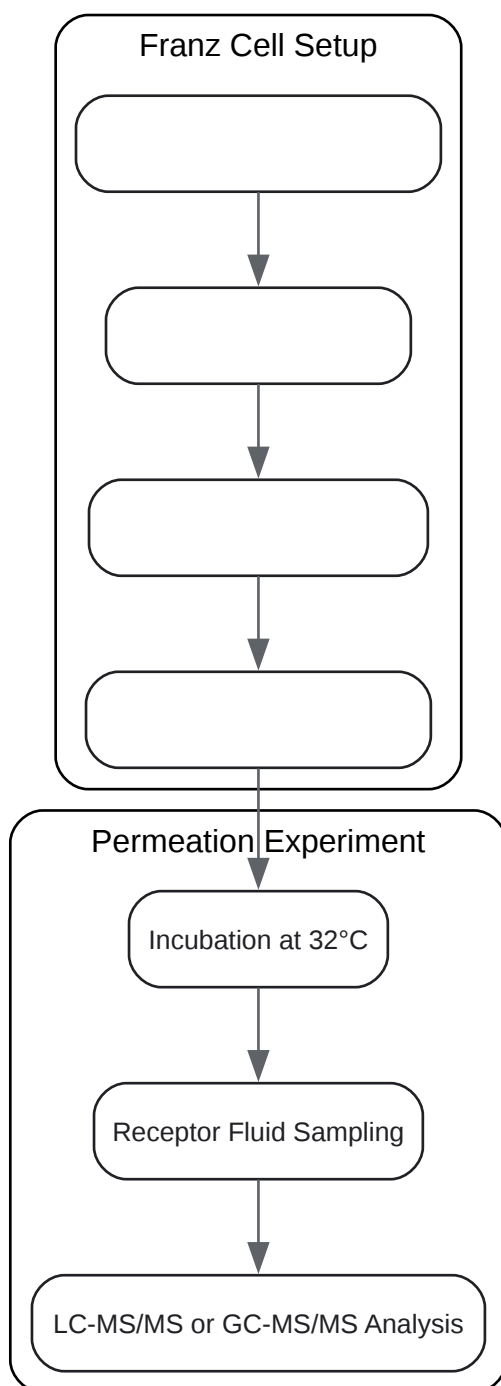 Franz Cell Setup
Permeation Experiment
Incubation at 32°C
Receptor Fluid Sampling
LC-MS/MS or GC-MS/MS Analysis